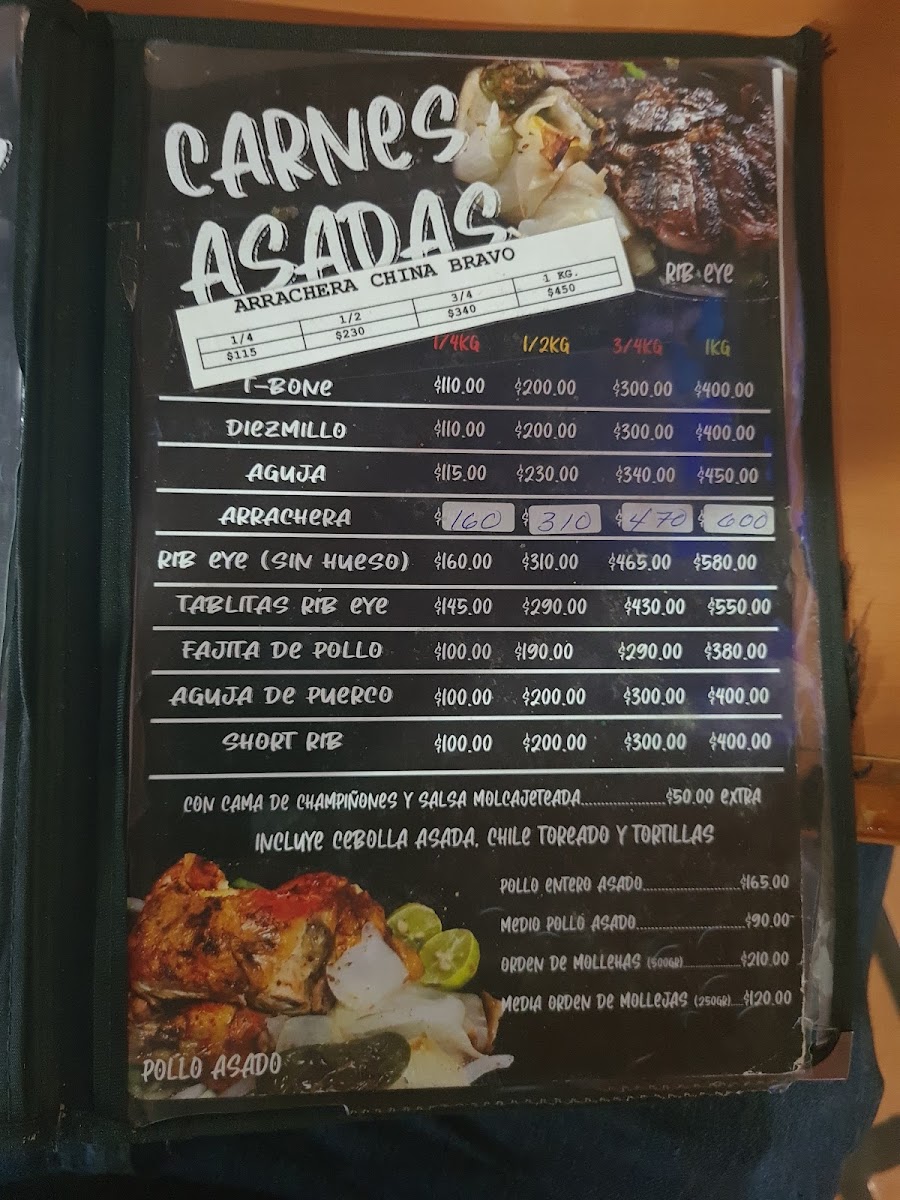 CARNES
ASADAS
ARRACHERA CHINA BRAVO
1/4 1/2 3/4 1 KG.
$115 $230 $340 $450
RIB EYE
1/4KG 1/2KG 3/4KG 1KG
T-BONE $110.00 $200.00 $300.00 $400.00
DIEZMILLO $110.00 $200.00 $300.00 $400.00
AGUJA $115.00 $230.00 $340.00 $450.00
ARRACHERA $160 $310 $470 $600
RIB EYE (SIN HUESO) $160.00 $310.00 $465.00 $580.00
TABLITAS RIB EYE $145.00 $290.00 $430.00 $550.00
FAJITA DE POLLO $100.00 $190.00 $290.00 $380.00
AGUJA DE PUERCO $100.00 $200.00 $300.00 $400.00
SHORT RIB $100.00 $200.00 $300.00 $400.00
CON CAMA DE CHAMPIÑONES Y SALSA MOLCAJETEADA....................$50.00 EXTRA
INCLUYE CEBOLLA ASADA, CHILE TOREADO Y TORTILLAS
POLLO ENTERO ASADO.......................$165.00
MEDIO POLLO ASADO.........................$90.00
ORDEN DE MOLLEHAS (500GR)..............$210.00
MEDIA ORDEN DE MOLLEJAS (250GR)...$120.00
POLLO ASADO